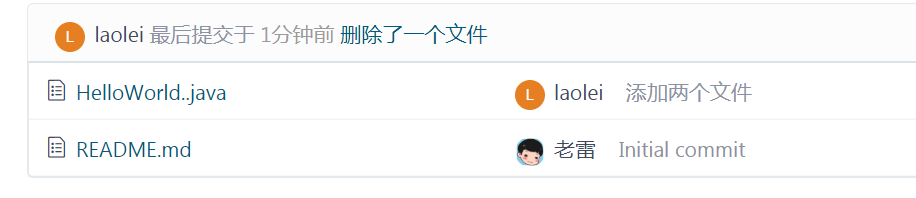 L laolei 最后提交于 1分钟前 删除了一个文件
HelloWorld..java L laolei 添加两个文件
README.md 老雷 Initial commit